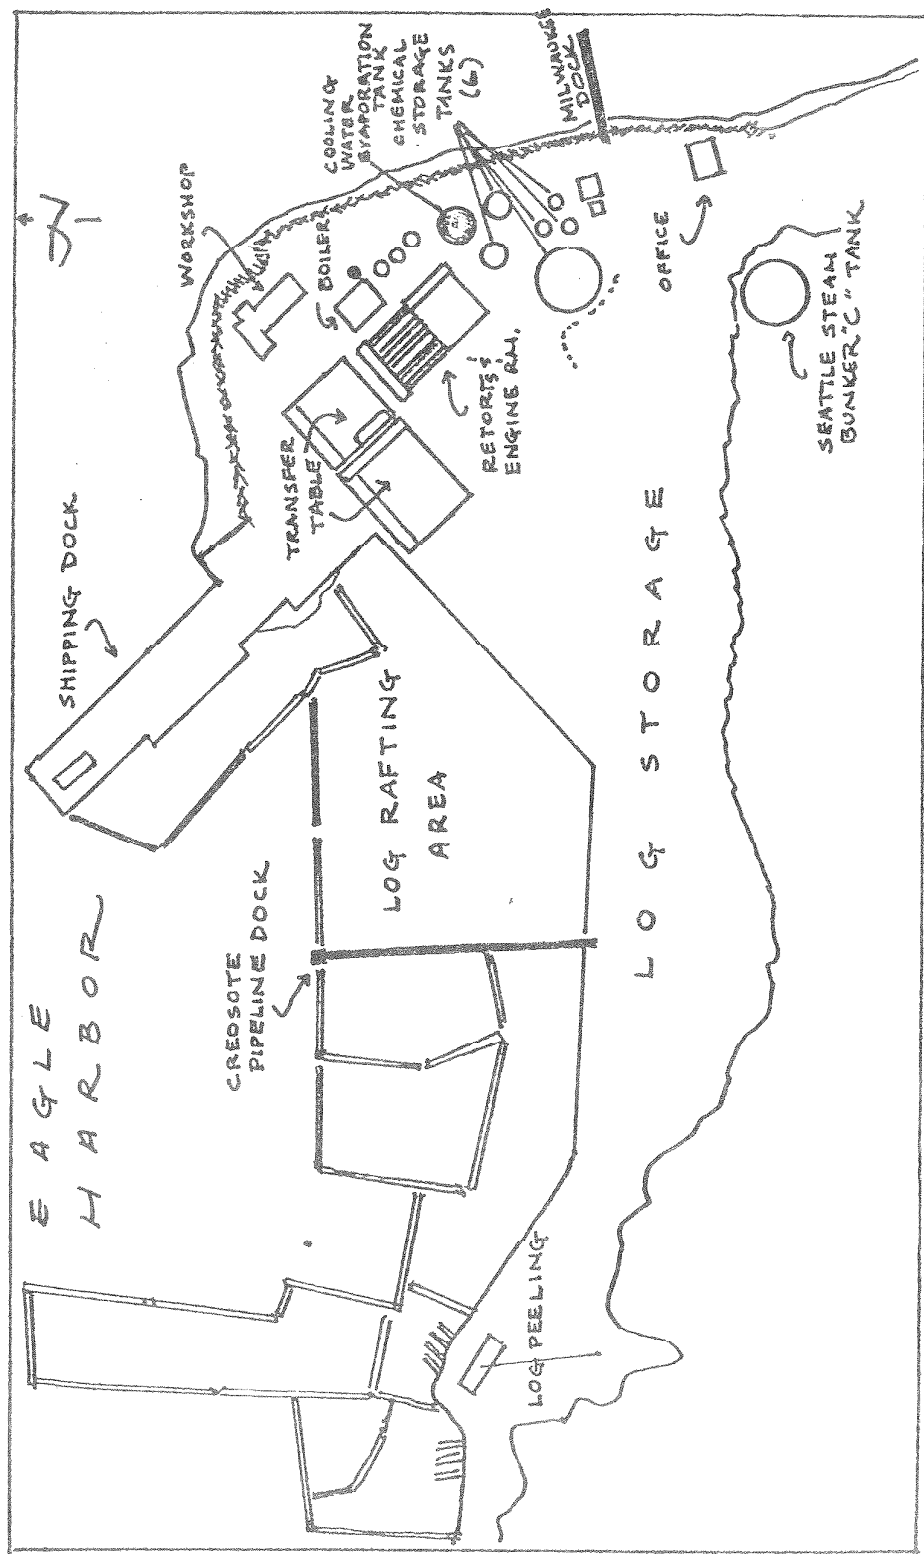 EAGLE
HARBOR
SHIPPING DOCK
WORKSHOP
N
CREOSOTE
PIPELINE DOCK
TRANSFER
TABLE
BOILER
COOLING
WATER
EVAPORATION
TANK
CHEMICAL
STORAGE
TANKS
(6)
LOG RAFTING
AREA
RETORTS &
ENGINE RM.
MILWAUKEE
DOCK
LOG PEELING
LOG STORAGE
OFFICE
SEATTLE STEAM
BUNKER "C" TANK